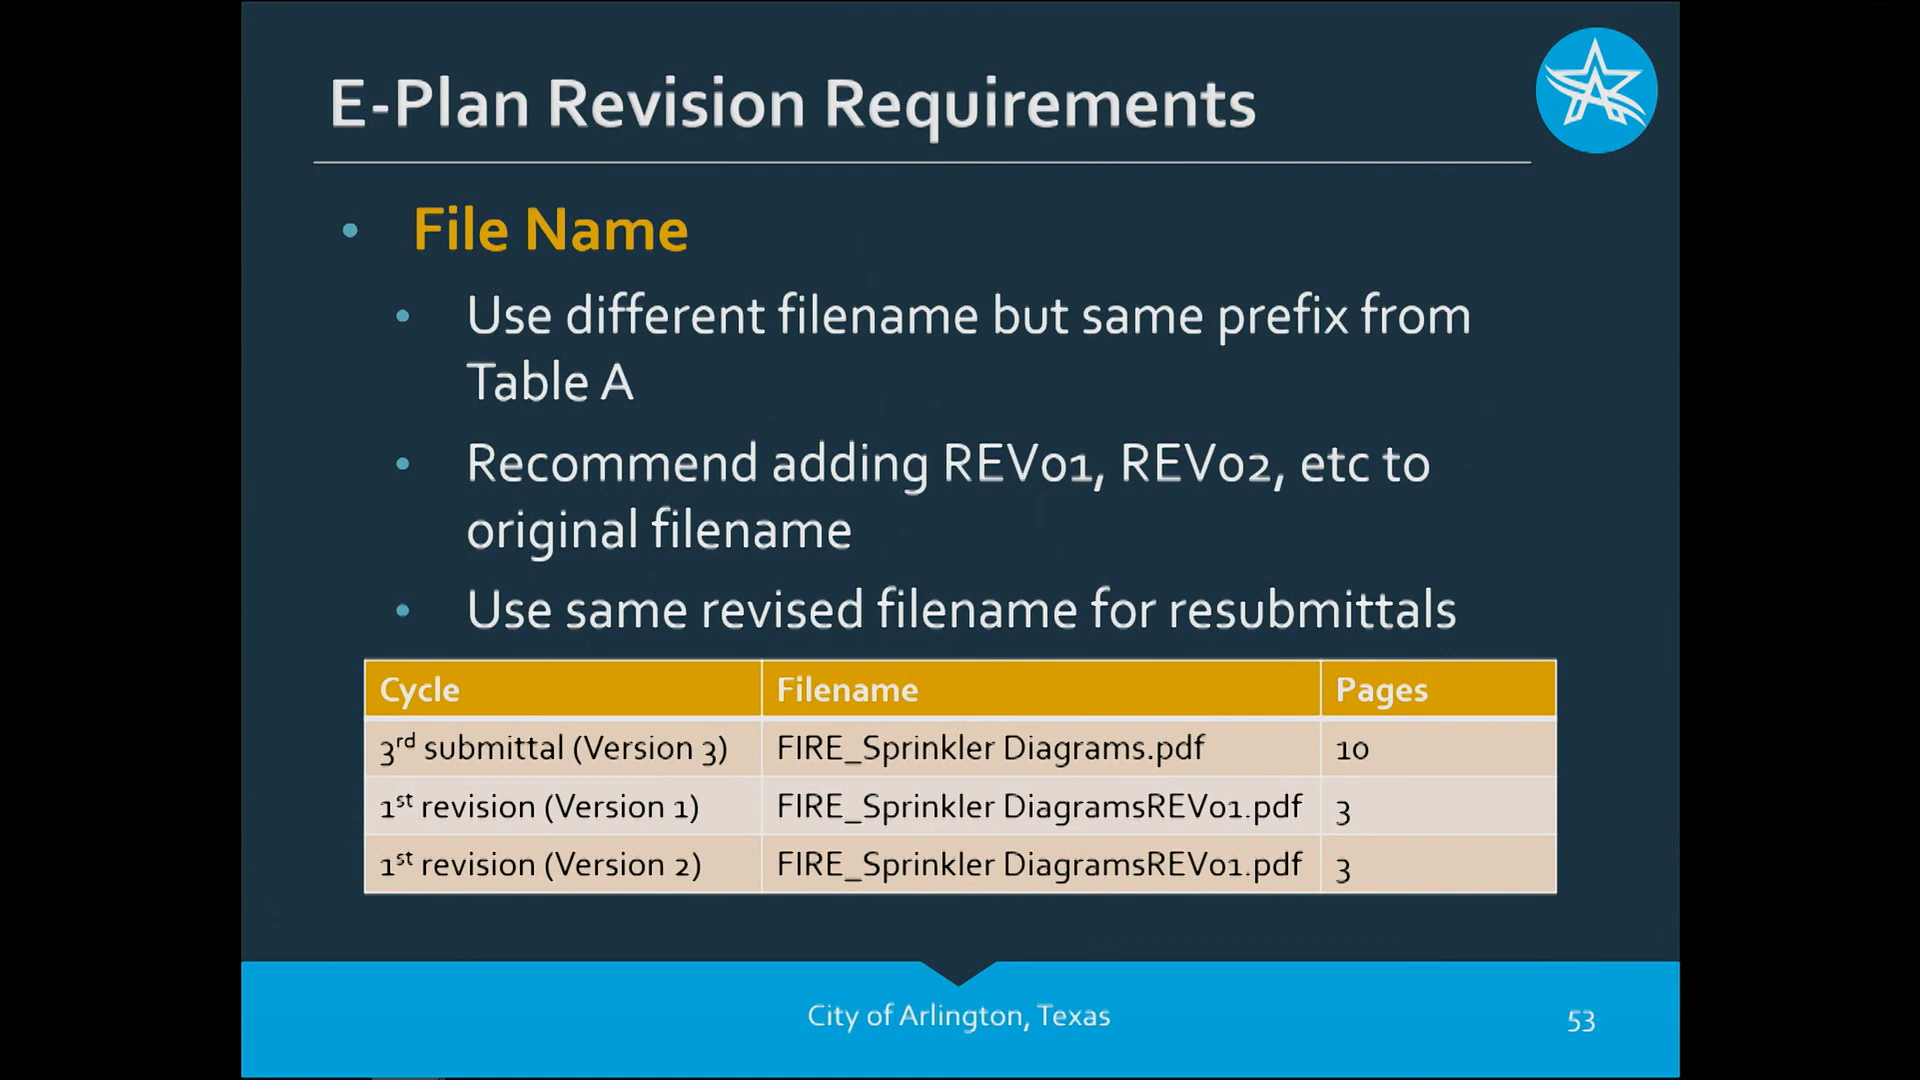 E-Plan Revision Requirements
• File Name
• Use different filename but same prefix from
Table A
• Recommend adding REV01, REV02, etc to
original filename
• Use same revised filename for resubmittals
Cycle Filename Pages
3rd submittal (Version 3) FIRE_Sprinkler Diagrams.pdf 10
1st revision (Version 1) FIRE_Sprinkler DiagramsREV01.pdf 3
1st revision (Version 2) FIRE_Sprinkler DiagramsREV01.pdf 3
City of Arlington, Texas
53